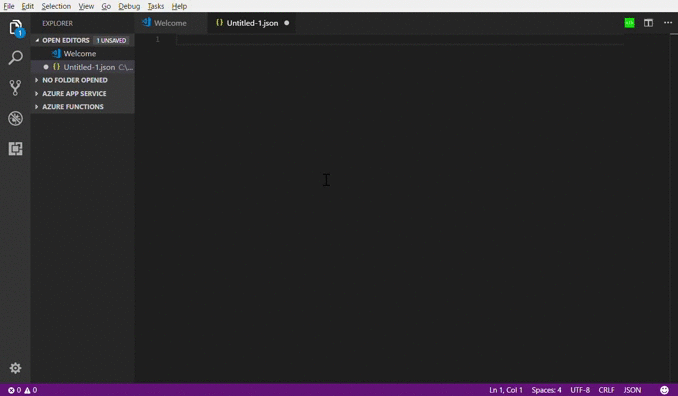 File Edit Selection View Go Debug Tasks Help
EXPLORER
Welcome
{} Untitled-1.json
1
OPEN EDITORS 1 UNSAVED
Welcome
{} Untitled-1.json C:\...
NO FOLDER OPENED
AZURE APP SERVICE
AZURE FUNCTIONS
1
0 0
Ln 1, Col 1 Spaces: 4 UTF-8 CRLF JSON